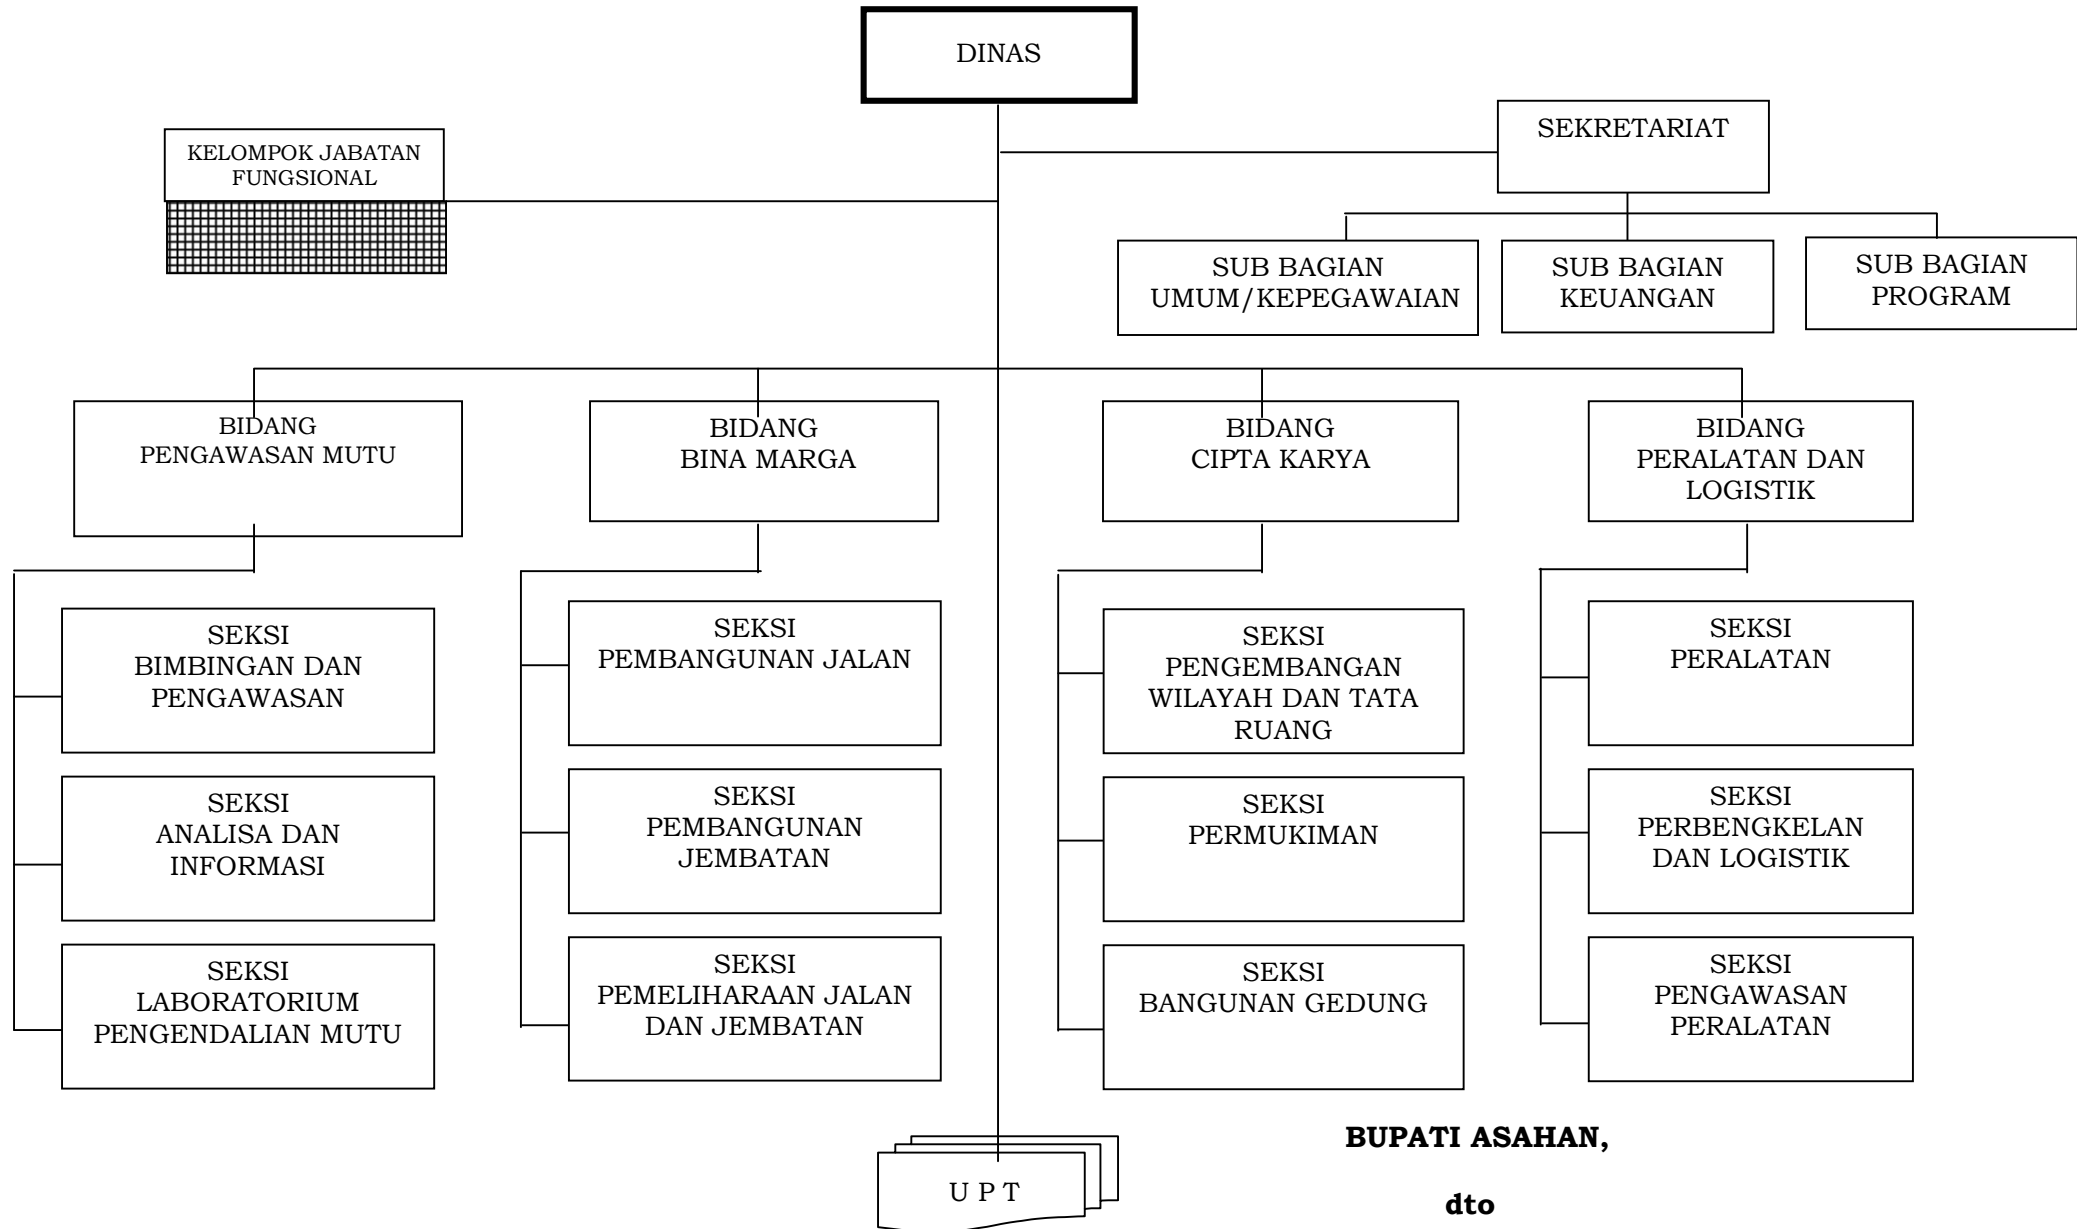 DINAS
SEKRETARIAT
KELOMPOK JABATAN
FUNGSIONAL
SUB BAGIAN
UMUM/KEPEGAWAIAN
SUB BAGIAN
KEUANGAN
SUB BAGIAN
PROGRAM
BIDANG
PENGAWASAN MUTU
BIDANG
BINA MARGA
BIDANG
CIPTA KARYA
BIDANG
PERALATAN DAN
LOGISTIK
SEKSI
BIMBINGAN DAN
PENGAWASAN
SEKSI
PEMBANGUNAN JALAN
SEKSI
PENGEMBANGAN
WILAYAH DAN TATA
RUANG
SEKSI
PERALATAN
SEKSI
ANALISA DAN
INFORMASI
SEKSI
PEMBANGUNAN
JEMBATAN
SEKSI
PERMUKIMAN
SEKSI
PERBENGKELAN
DAN LOGISTIK
SEKSI
LABORATORIUM
PENGENDALIAN MUTU
SEKSI
PEMELIHARAAN JALAN
DAN JEMBATAN
SEKSI
BANGUNAN GEDUNG
SEKSI
PENGAWASAN
PERALATAN
BUPATI ASAHAN,
U P T
dto